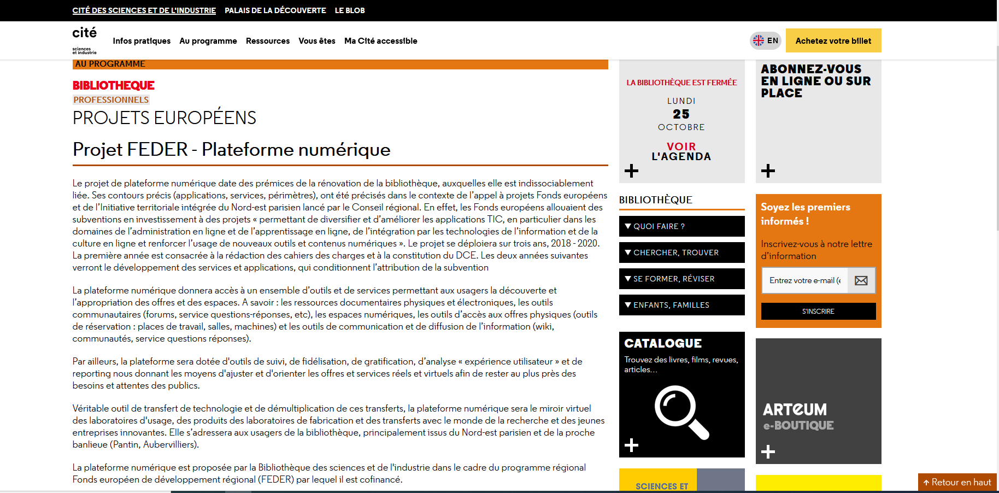 CITÉ DES SCIENCES ET DE L'INDUSTRIE PALAIS DE LA DÉCOUVERTE LE BLOB
cité
sciences
et industrie
Infos pratiques Au programme Ressources Vous êtes Ma Cité accessible
EN
Achetez votre billet
AU PROGRAMME
BIBLIOTHEQUE
PROFESSIONNELS
PROJETS EUROPÉENS
Projet FEDER - Plateforme numérique
Le projet de plateforme numérique date des prémices de la rénovation de la bibliothèque, auxquelles elle est indissociablement
liée. Ses contours précis (applications, services, périmètres), ont été précisés dans le contexte de l’appel à projets Fonds européens
et de l’Initiative territoriale intégrée du Nord-est parisien lancé par le Conseil régional. En effet, les Fonds européens allouaient des
subventions en investissement à des projets « permettant de diversifier et d’améliorer les applications TIC, en particulier dans les
domaines de l’administration en ligne et de l’apprentissage en ligne, de l’intégration par les technologies de l’information et de la
culture en ligne et renforcer l’usage de nouveaux outils et contenus numériques ». Le projet se déploiera sur trois ans, 2018 - 2020.
La première année est consacrée à la rédaction des cahiers des charges et à la constitution du DCE. Les deux années suivantes
verront le développement des services et applications, qui conditionnent l’attribution de la subvention
La plateforme numérique donnera accès à un ensemble d’outils et de services permettant aux usagers la découverte et
l’appropriation des offres et des espaces. A savoir : les ressources documentaires physiques et électroniques, les outils
communautaires (forums, service questions-réponses, etc), les espaces numériques, les outils d’accès aux offres physiques (outils
de réservation : places de travail, salles, machines) et les outils de communication et de diffusion de l’information (wiki,
communautés, service questions réponses).
Par ailleurs, la plateforme sera dotée d'outils de suivi, de fidélisation, de gratification, d’analyse « expérience utilisateur » et de
reporting nous donnant les moyens d'ajuster et d'orienter les offres et services réels et virtuels afin de rester au plus près des
besoins et attentes des publics.
Véritable outil de transfert de technologie et de démultiplication de ces transferts, la plateforme numérique sera le miroir virtuel
des laboratoires d'usage, des produits des laboratoires de fabrication et des transferts avec le monde de la recherche et des jeunes
entreprises innovantes. Elle s’adressera aux usagers de la bibliothèque, principalement issus du Nord-est parisien et de la proche
banlieue (Pantin, Aubervilliers).
La plateforme numérique est proposée par la Bibliothèque des sciences et de l'industrie dans le cadre du programme régional
Fonds européen de développement régional (FEDER) par lequel il est cofinancé.
LA BIBLIOTHÈQUE EST FERMÉE
LUNDI
25
OCTOBRE
VOIR
L'AGENDA
BIBLIOTHÈQUE
QUOI FAIRE ?
CHERCHER, TROUVER
SE FORMER, RÉVISER
ENFANTS, FAMILLES
CATALOGUE
Trouvez des livres, films, revues,
articles...
SCIENCES ET
ABONNEZ-VOUS
EN LIGNE OU SUR
PLACE
Soyez les premiers
informés !
Inscrivez-vous à notre lettre
d’information
Entrez votre e-mail (e
S'INSCRIRE
ARTEUM
e-BOUTIQUE
Retour en haut